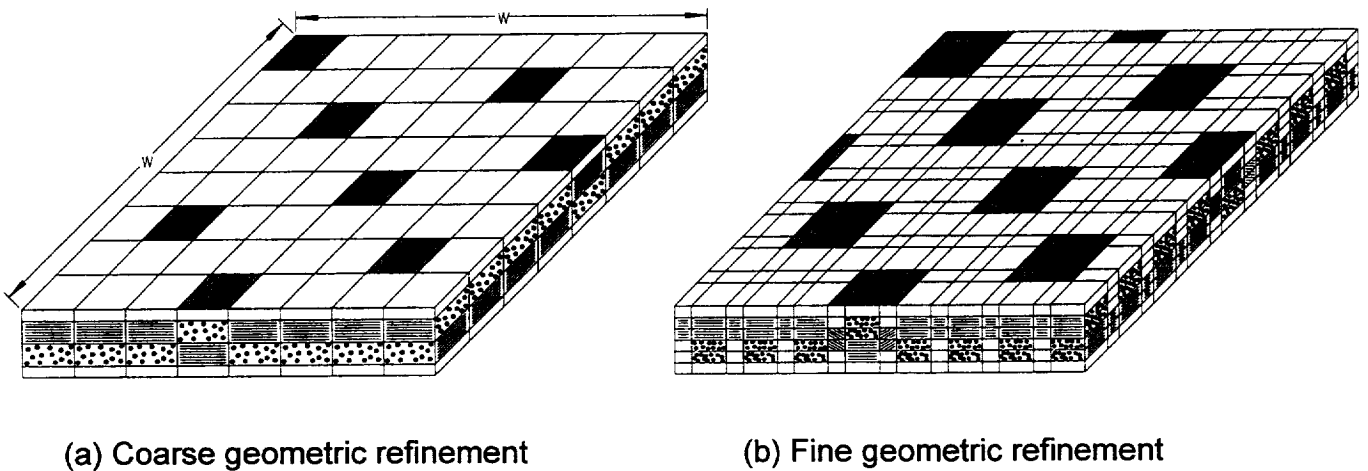 W
W
(a) Coarse geometric refinement
(b) Fine geometric refinement